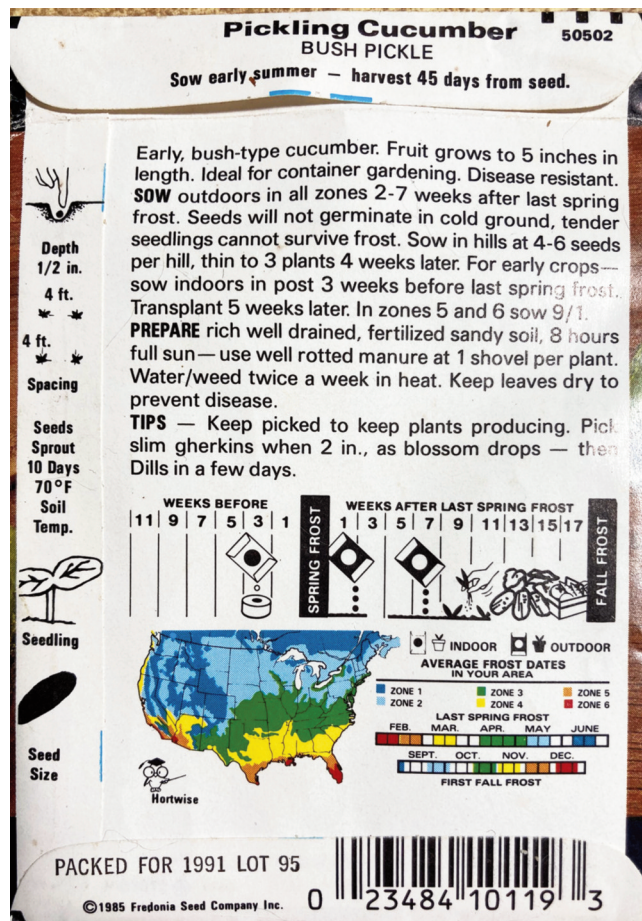 Pickling Cucumber
50502
BUSH PICKLE
Sow early summer — harvest 45 days from seed.
Early, bush-type cucumber. Fruit grows to 5 inches in
length. Ideal for container gardening. Disease resistant.
SOW outdoors in all zones 2-7 weeks after last spring
frost. Seeds will not germinate in cold ground, tender
seedlings cannot survive frost. Sow in hills at 4-6 seeds
per hill, thin to 3 plants 4 weeks later. For early crops—
sow indoors in post 3 weeks before last spring frost.
Transplant 5 weeks later. In zones 5 and 6 sow 9/1.
PREPARE rich well drained, fertilized sandy soil, 8 hours
full sun—use well rotted manure at 1 shovel per plant.
Water/weed twice a week in heat. Keep leaves dry to
prevent disease.
TIPS — Keep picked to keep plants producing. Pick
slim gherkins when 2 in., as blossom drops — then
Dills in a few days.
Depth
1/2 in.
4 ft.
4 ft.
Spacing
Seeds
Sprout
10 Days
70°F
Soil
Temp.
Seedling
Seed
Size
WEEKS BEFORE
11 9 7 5 3 1
SPRING FROST
WEEKS AFTER LAST SPRING FROST
1 3 5 7 9 11 13 15 17
FALL FROST
INDOOR OUTDOOR
AVERAGE FROST DATES
IN YOUR AREA
ZONE 1 ZONE 3 ZONE 5
ZONE 2 ZONE 4 ZONE 6
LAST SPRING FROST
FEB. MAR. APR. MAY JUNE
SEPT. OCT. NOV. DEC.
FIRST FALL FROST
Hortwise
PACKED FOR 1991 LOT 95
©1985 Fredonia Seed Company Inc.
0 23484 10119 3